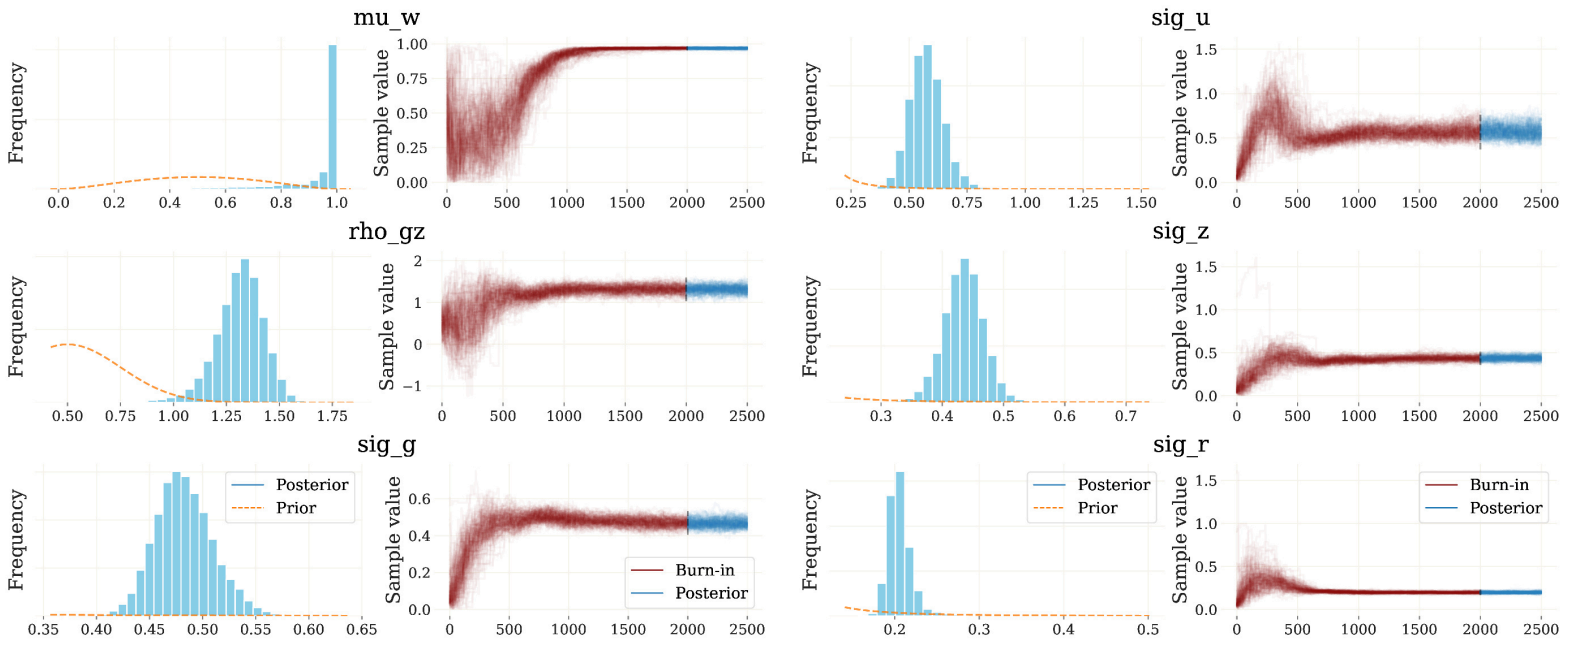 mu_w
Frequency
0.0 0.2 0.4 0.6 0.8 1.0
Sample value
1.00
0.75
0.50
0.25
0.00
0 500 1000 1500 2000 2500
sig_u
Frequency
0.25 0.50 0.75 1.00 1.25 1.50
Sample value
1.5
1.0
0.5
0.0
0 500 1000 1500 2000 2500
rho_gz
Frequency
0.50 0.75 1.00 1.25 1.50 1.75
Sample value
2
1
0
−1
0 500 1000 1500 2000 2500
sig_z
Frequency
0.3 0.4 0.5 0.6 0.7
Sample value
1.5
1.0
0.5
0.0
0 500 1000 1500 2000 2500
sig_g
Frequency
Posterior
Prior
0.35 0.40 0.45 0.50 0.55 0.60 0.65
Sample value
0.6
0.4
0.2
0.0
Burn-in
Posterior
0 500 1000 1500 2000 2500
sig_r
Frequency
Posterior
Prior
0.2 0.3 0.4 0.5
Sample value
1.5
1.0
0.5
0.0
Burn-in
Posterior
0 500 1000 1500 2000 2500